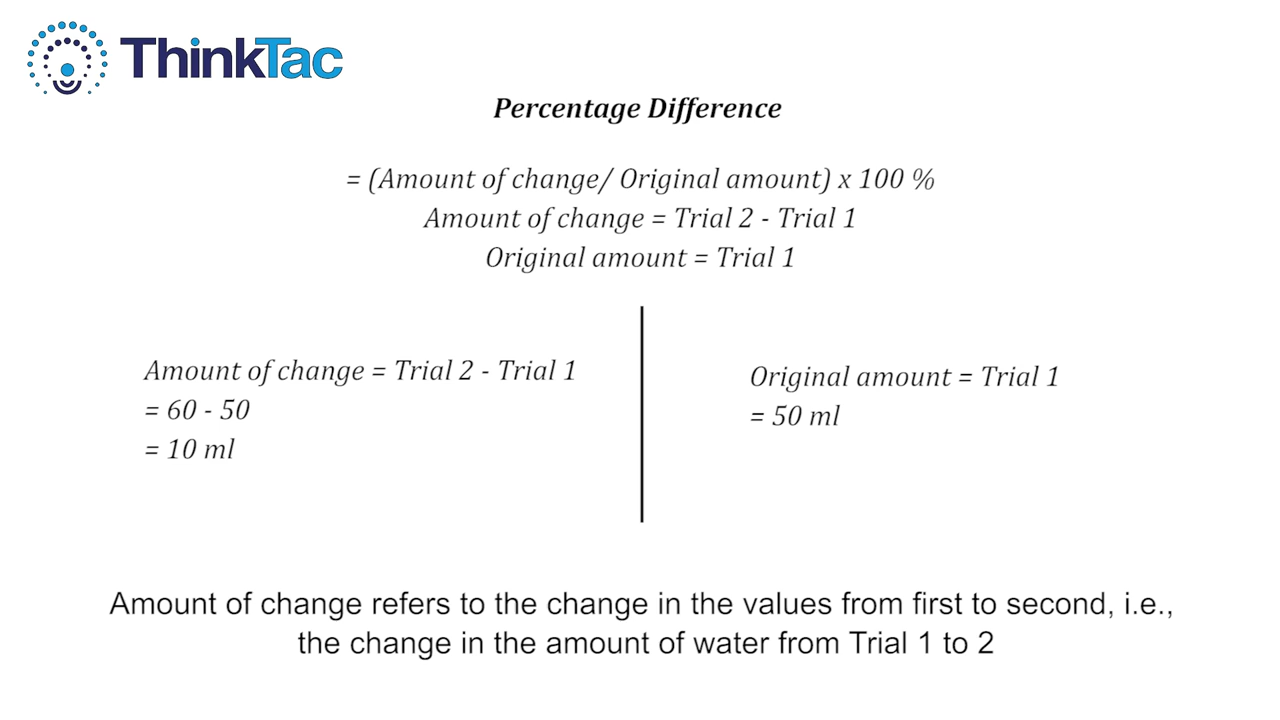 ThinkTac
Percentage Difference
= (Amount of change/ Original amount) x 100 %
Amount of change = Trial 2 - Trial 1
Original amount = Trial 1
Amount of change = Trial 2 - Trial 1
= 60 - 50
= 10 ml
Original amount = Trial 1
= 50 ml
Amount of change refers to the change in the values from first to second, i.e.,
the change in the amount of water from Trial 1 to 2